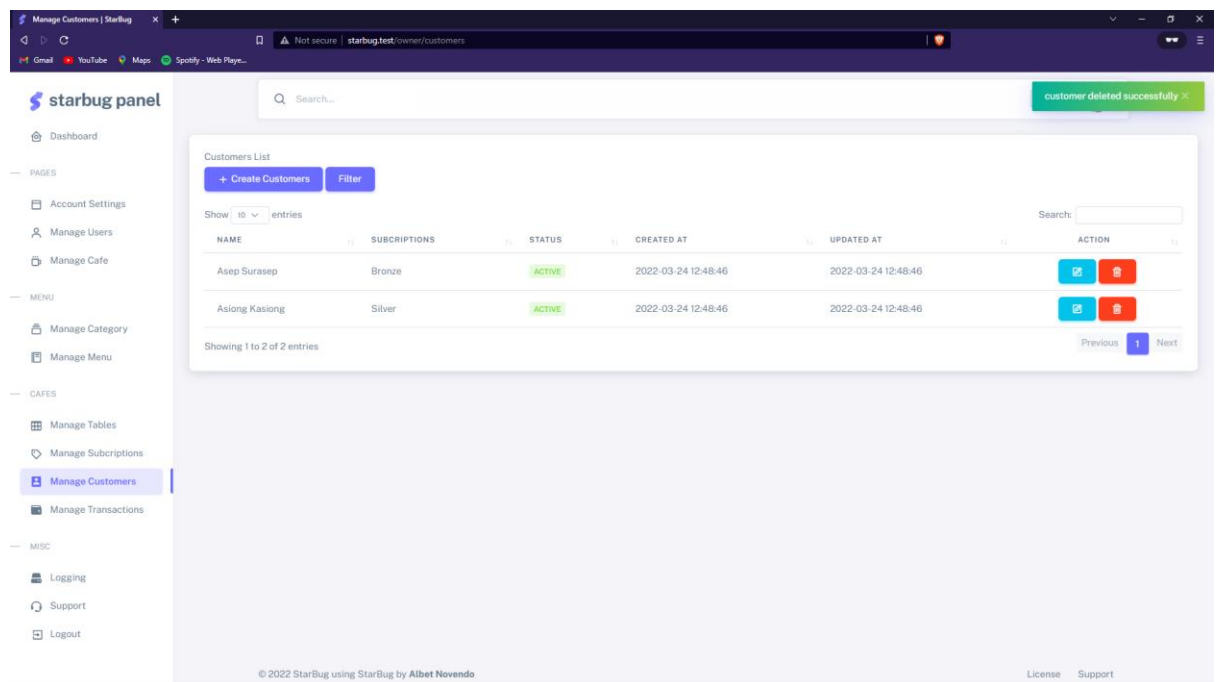 Manage Customers | StarBug
Not secure | starbug.test/owner/customers
Gmail YouTube Maps Spotify - Web Playe...
starbug panel
Search...
customer deleted successfully ×
Dashboard
PAGES
Account Settings
Manage Users
Manage Cafe
MENU
Manage Category
Manage Menu
CAFES
Manage Tables
Manage Subcriptions
Manage Customers
Manage Transactions
MISC
Logging
Support
Logout
Customers List
+ Create Customers Filter
Show 10 entries Search:
NAME SUBCRIPTIONS STATUS CREATED AT UPDATED AT ACTION
Asep Surasep Bronze ACTIVE 2022-03-24 12:48:46 2022-03-24 12:48:46
Asiong Kasiong Silver ACTIVE 2022-03-24 12:48:46 2022-03-24 12:48:46
Showing 1 to 2 of 2 entries Previous 1 Next
© 2022 StarBug using StarBug by Albet Novendo License Support